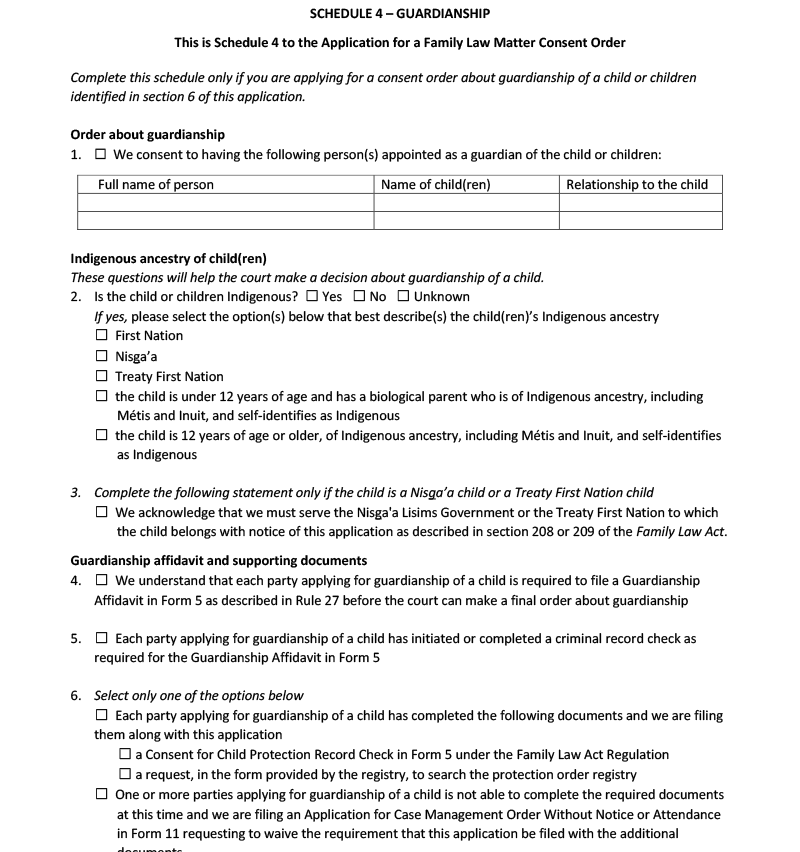 SCHEDULE 4 – GUARDIANSHIP
This is Schedule 4 to the Application for a Family Law Matter Consent Order
Complete this schedule only if you are applying for a consent order about guardianship of a child or children
identified in section 6 of this application.
Order about guardianship
1. ☐ We consent to having the following person(s) appointed as a guardian of the child or children:
Full name of person Name of child(ren) Relationship to the child
Indigenous ancestry of child(ren)
These questions will help the court make a decision about guardianship of a child.
2. Is the child or children Indigenous? ☐ Yes ☐ No ☐ Unknown
If yes, please select the option(s) below that best describe(s) the child(ren)'s Indigenous ancestry
☐ First Nation
☐ Nisga'a
☐ Treaty First Nation
☐ the child is under 12 years of age and has a biological parent who is of Indigenous ancestry, including
Métis and Inuit, and self-identifies as Indigenous
☐ the child is 12 years of age or older, of Indigenous ancestry, including Métis and Inuit, and self-identifies
as Indigenous
3. Complete the following statement only if the child is a Nisga'a child or a Treaty First Nation child
☐ We acknowledge that we must serve the Nisga'a Lisims Government or the Treaty First Nation to which
the child belongs with notice of this application as described in section 208 or 209 of the Family Law Act.
Guardianship affidavit and supporting documents
4. ☐ We understand that each party applying for guardianship of a child is required to file a Guardianship
Affidavit in Form 5 as described in Rule 27 before the court can make a final order about guardianship
5. ☐ Each party applying for guardianship of a child has initiated or completed a criminal record check as
required for the Guardianship Affidavit in Form 5
6. Select only one of the options below
☐ Each party applying for guardianship of a child has completed the following documents and we are filing
them along with this application
☐ a Consent for Child Protection Record Check in Form 5 under the Family Law Act Regulation
☐ a request, in the form provided by the registry, to search the protection order registry
☐ One or more parties applying for guardianship of a child is not able to complete the required documents
at this time and we are filing an Application for Case Management Order Without Notice or Attendance
in Form 11 requesting to waive the requirement that this application be filed with the additional
documents